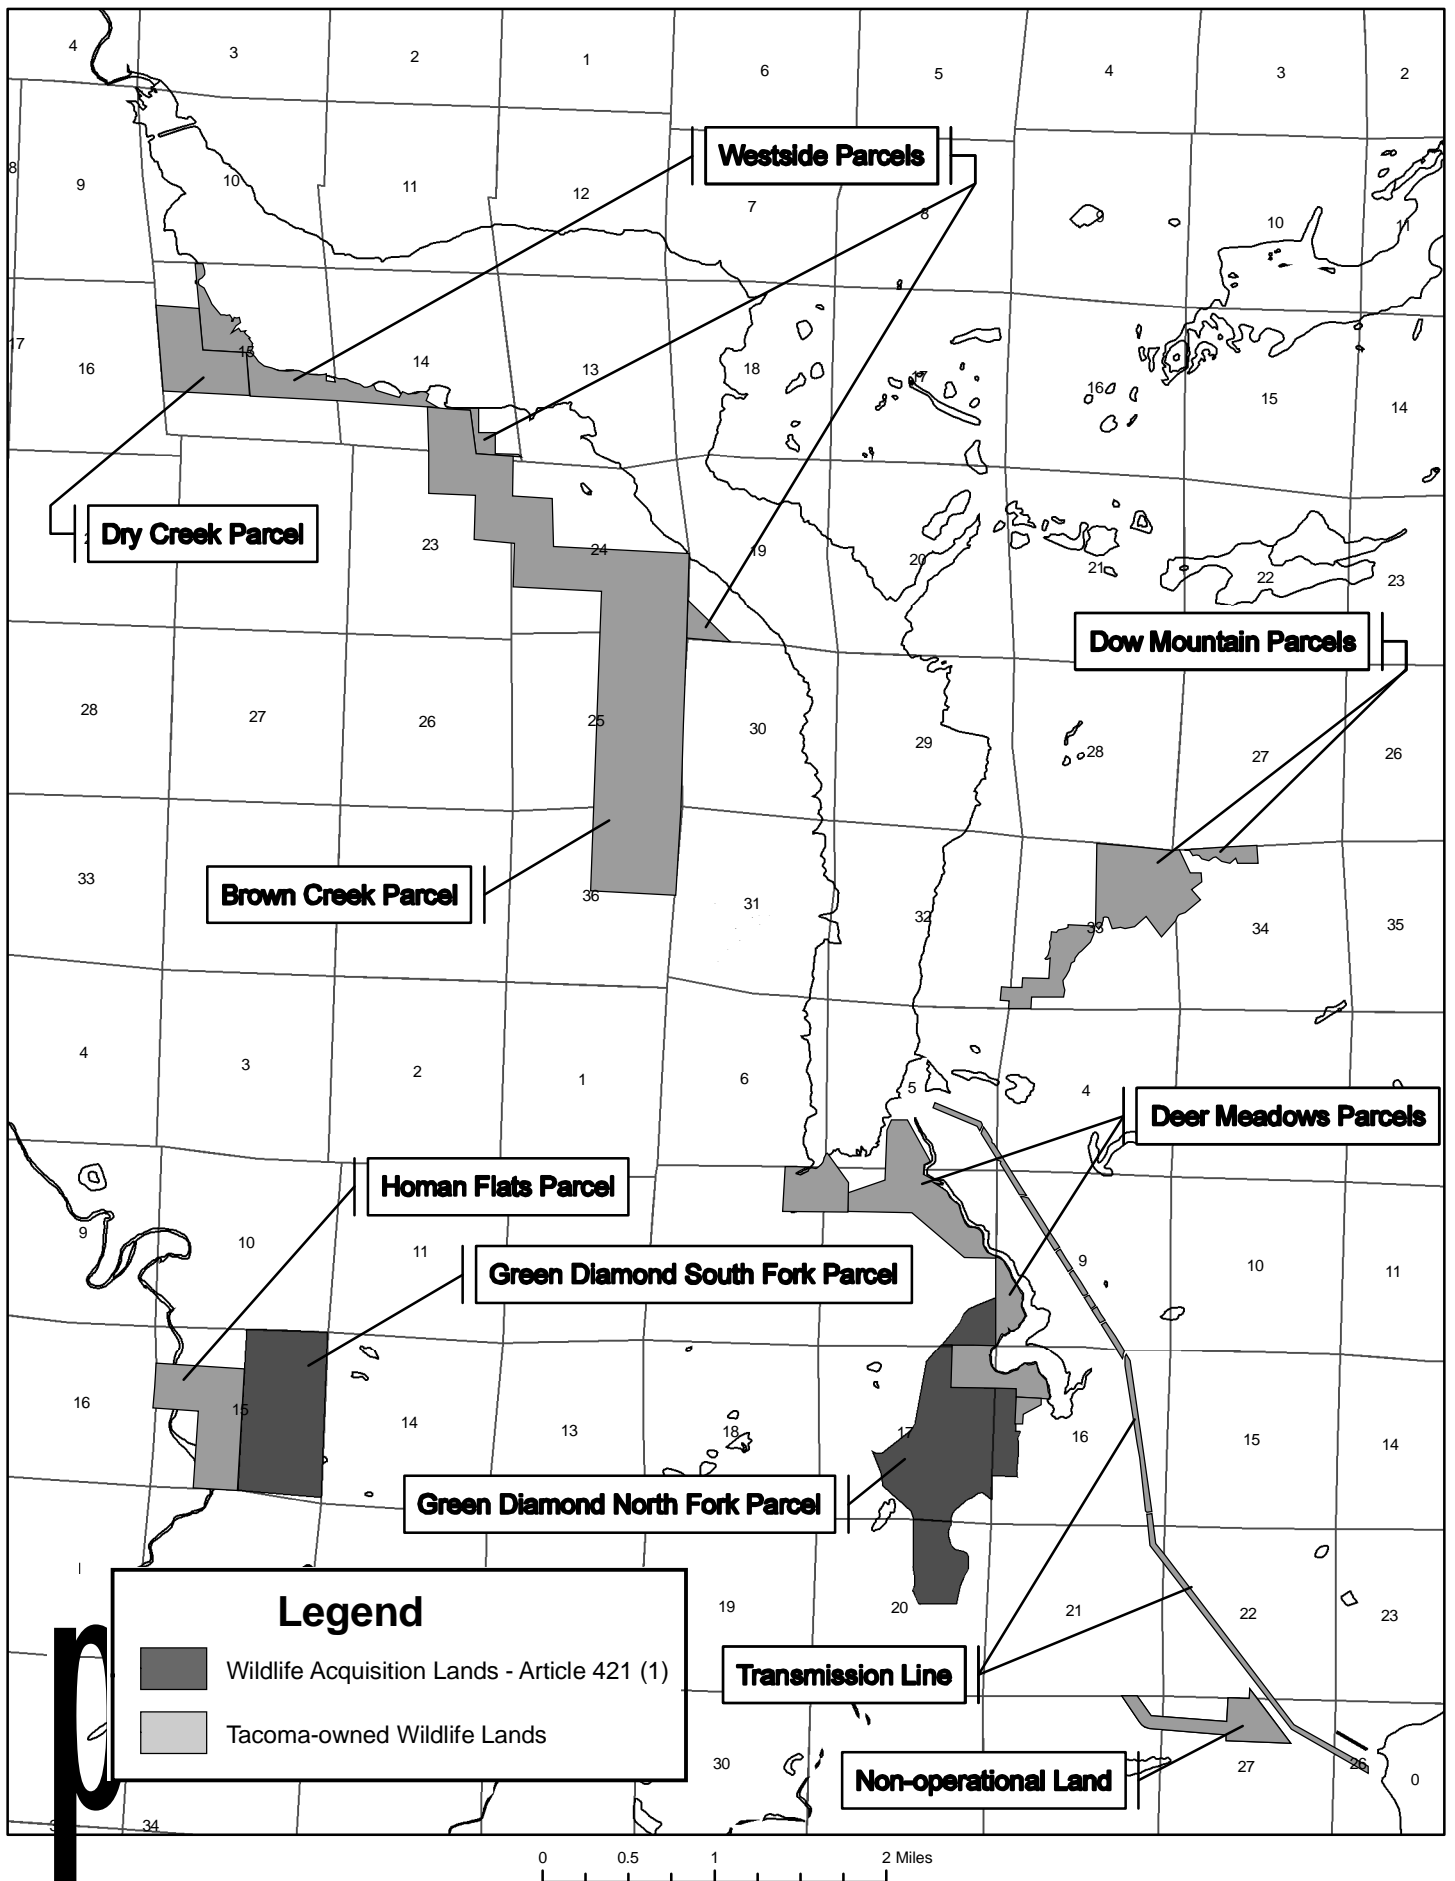 4 3 2 1 6 5 4 3 2
8 9 10 11 12 7 8 9 10 11
Westside Parcels
17 16 15 14 13 18 17 16 15 14
Dry Creek Parcel
23 24 19 20 21 22 23
Dow Mountain Parcels
28 27 26 25 30 29 28 27 26
33 36 31 32 33 34 35
Brown Creek Parcel
4 3 2 1 6 5 4
Deer Meadows Parcels
Homan Flats Parcel
9 10 11 9 10 11
Green Diamond South Fork Parcel
16 15 14 13 18 17 16 15 14
Green Diamond North Fork Parcel
19 20 21 22 23
Legend
Wildlife Acquisition Lands - Article 421 (1)
Tacoma-owned Wildlife Lands
Transmission Line
30 27 26 0
Non-operational Land
34
0 0.5 1 2 Miles